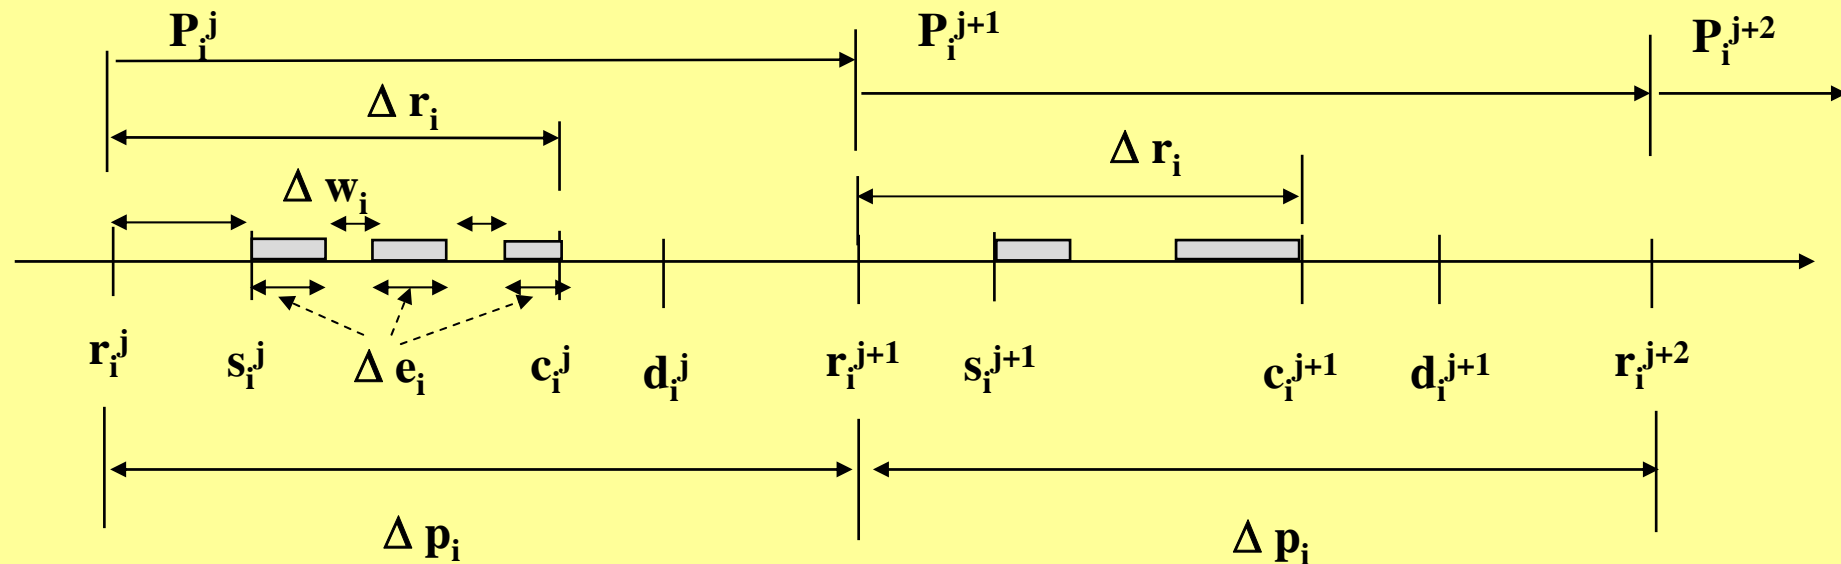 P_i^j P_i^{j+1} P_i^{j+2}
Δ r_i
Δ r_i
Δ w_i
r_i^j s_i^j Δ e_i c_i^j d_i^j r_i^{j+1} s_i^{j+1} c_i^{j+1} d_i^{j+1} r_i^{j+2}
Δ p_i Δ p_i